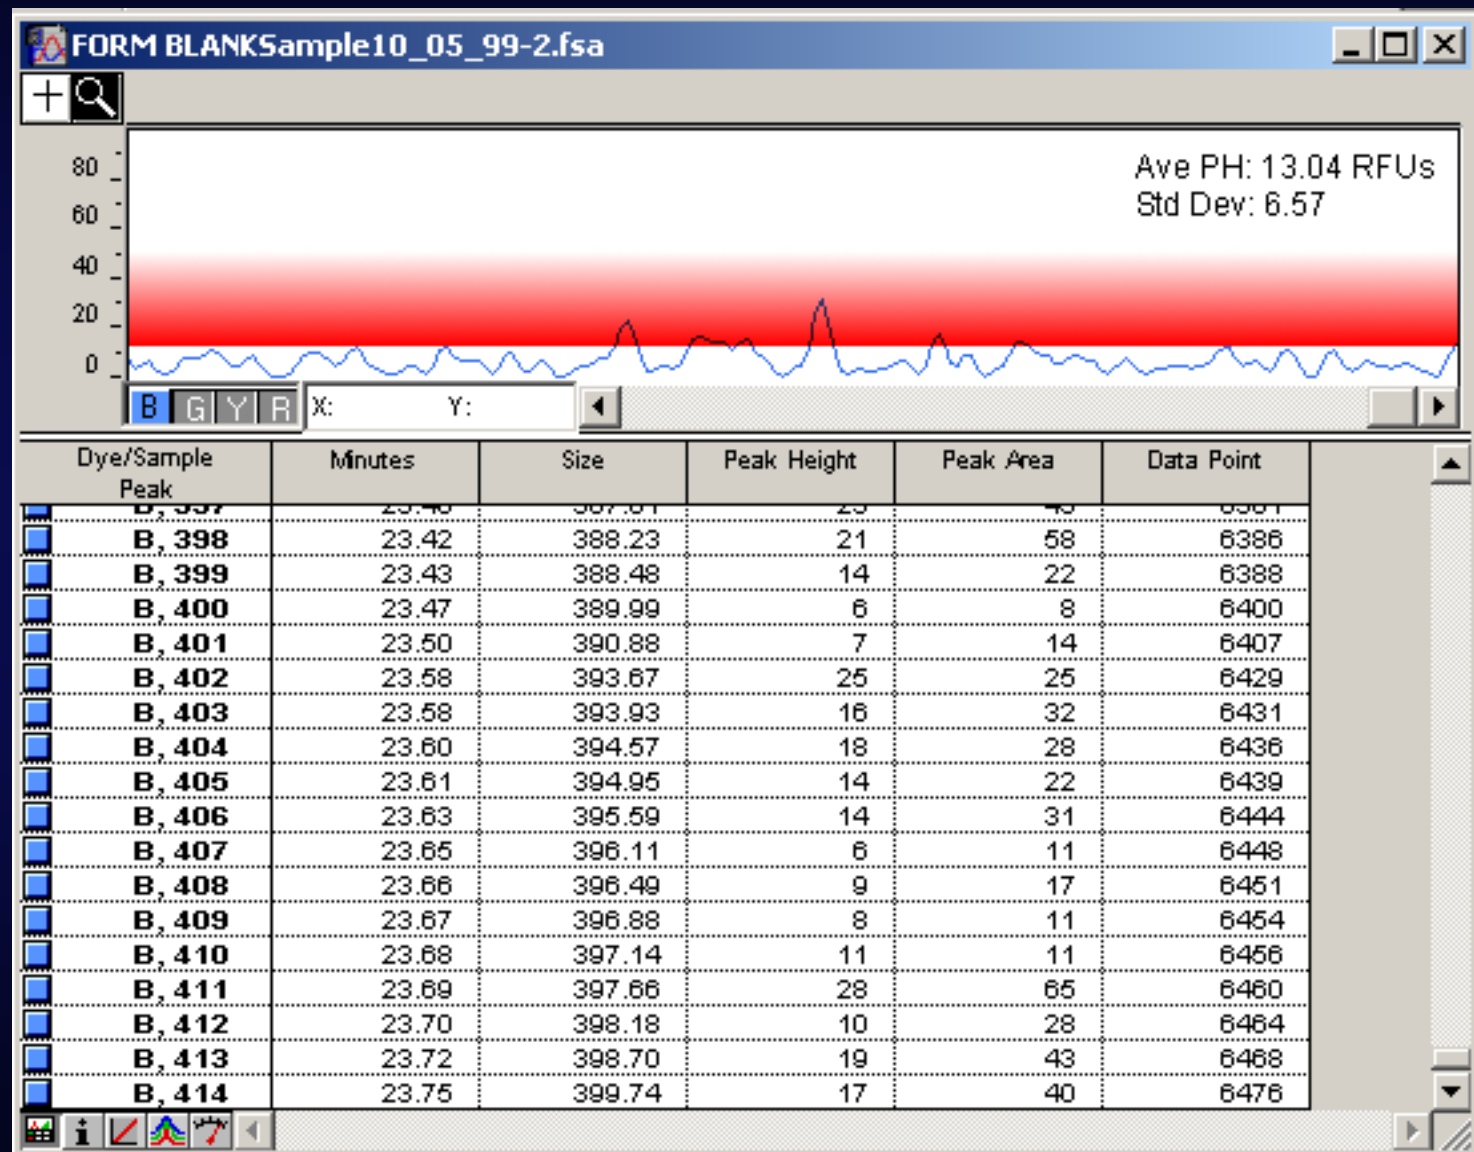 FORM BLANKSample10_05_99-2.fsa
80
60
40
20
0
Ave PH: 13.04 RFUs
Std Dev: 6.57
B G Y R X: Y:
Dye/Sample Peak Minutes Size Peak Height Peak Area Data Point
B, 398 23.42 388.23 21 58 6386
B, 399 23.43 388.48 14 22 6388
B, 400 23.47 389.99 6 8 6400
B, 401 23.50 390.88 7 14 6407
B, 402 23.58 393.67 25 25 6429
B, 403 23.58 393.93 16 32 6431
B, 404 23.60 394.57 18 28 6436
B, 405 23.61 394.95 14 22 6439
B, 406 23.63 395.59 14 31 6444
B, 407 23.65 396.11 6 11 6448
B, 408 23.66 396.49 9 17 6451
B, 409 23.67 396.88 8 11 6454
B, 410 23.68 397.14 11 11 6456
B, 411 23.69 397.66 28 65 6460
B, 412 23.70 398.18 10 28 6464
B, 413 23.72 398.70 19 43 6468
B, 414 23.75 399.74 17 40 6476